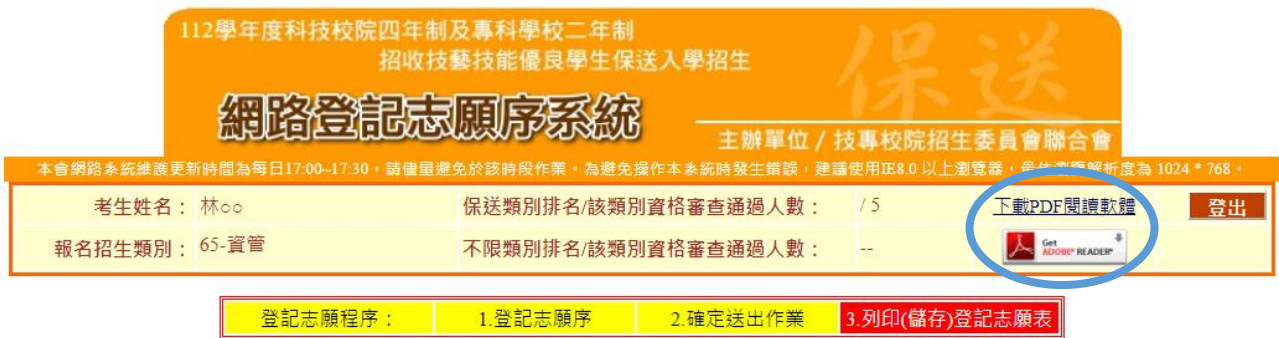 112學年度科技校院四年制及專科學校二年制
招收技藝技能優良學生保送入學招生
保送
網路登記志願序系統
主辦單位 / 技專校院招生委員會聯合會
本會網路系統維護更新時間為每日17:00~17:30，請儘量避免於該時段作業。為避免操作本系統時發生錯誤，建議使用IE8.0 以上瀏覽器，最佳瀏覽解析度為 1024 * 768。
考生姓名： 林○○ 保送類別排名/該類別資格審查通過人數： / 5 下載PDF閱讀軟體 登出
報名招生類別： 65-資管 不限類別排名/該類別資格審查通過人數： -- Get ADOBE® READER®
登記志願程序： 1.登記志願序 2.確定送出作業 3.列印(儲存)登記志願表